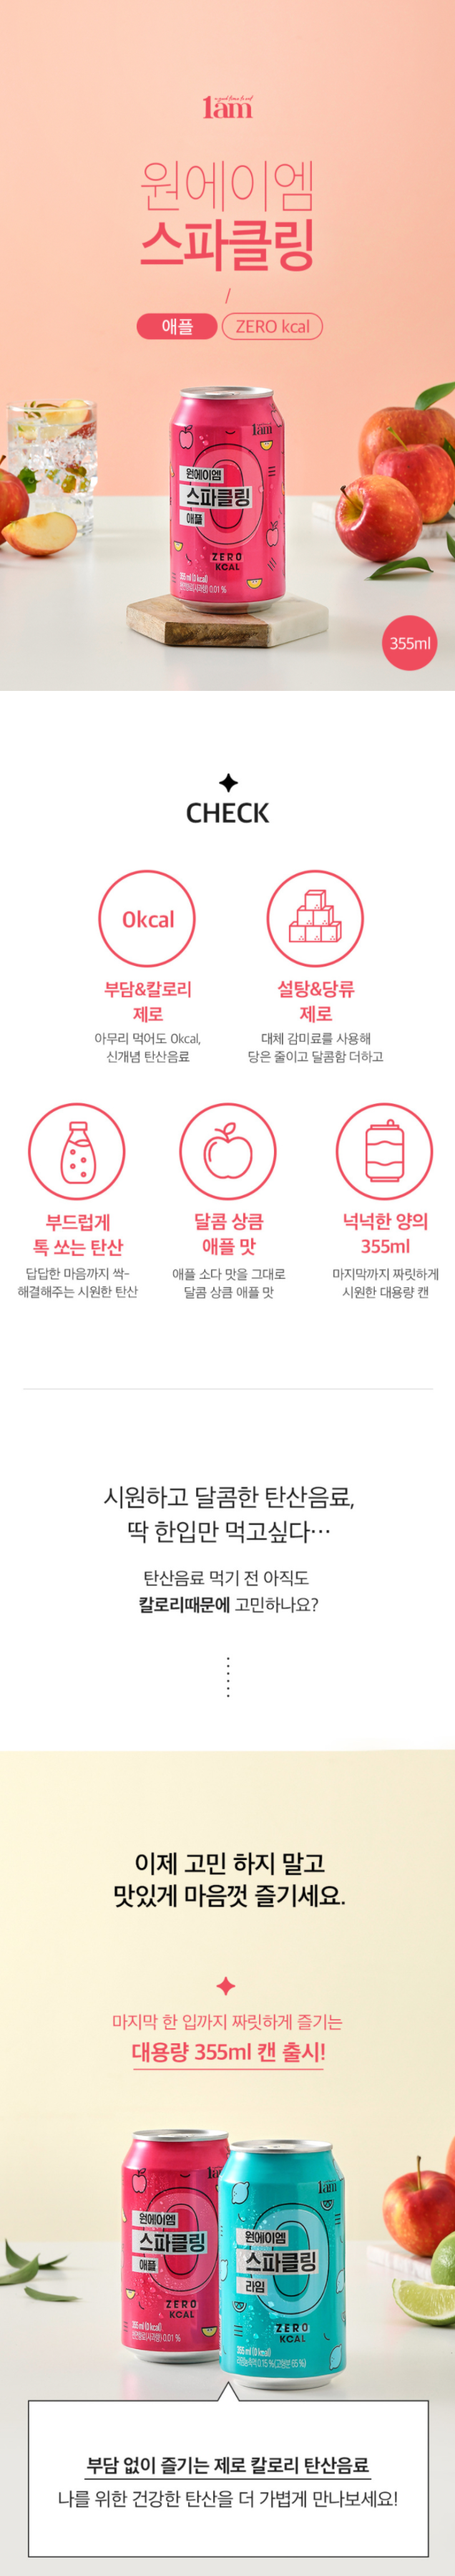 a good time to eat
1am
원에이엠
스파클링
/
애플
ZERO kcal
1am
원에이엠
스파클링
애플
ZERO
KCAL
355 ml (0 kcal)
0.01 %
355ml
CHECK
0kcal
부담&칼로리
제로
아무리 먹어도 0kcal,
신개념 탄산음료
설탕&당류
제로
대체 감미료를 사용해
당은 줄이고 달콤함 더하고
부드럽게
톡 쏘는 탄산
답답한 마음까지 싹-
해결해주는 시원한 탄산
달콤 상큼
애플 맛
애플 소다 맛을 그대로
달콤 상큼 애플 맛
넉넉한 양의
355ml
마지막까지 짜릿하게
시원한 대용량 캔
시원하고 달콤한 탄산음료,
딱 한입만 먹고싶다…
탄산음료 먹기 전 아직도
칼로리때문에 고민하나요?
이제 고민 하지 말고
맛있게 마음껏 즐기세요.
마지막 한 입까지 짜릿하게 즐기는
대용량 355ml 캔 출시!
1a
원에이엠
스파클링
애플
ZERO
KCAL
355 ml (0 kcal)
0.01 %
1am
원에이엠
스파클링
라임
ZERO
KCAL
355 ml (0 kcal)
부담 없이 즐기는 제로 칼로리 탄산음료
나를 위한 건강한 탄산을 더 가볍게 만나보세요!